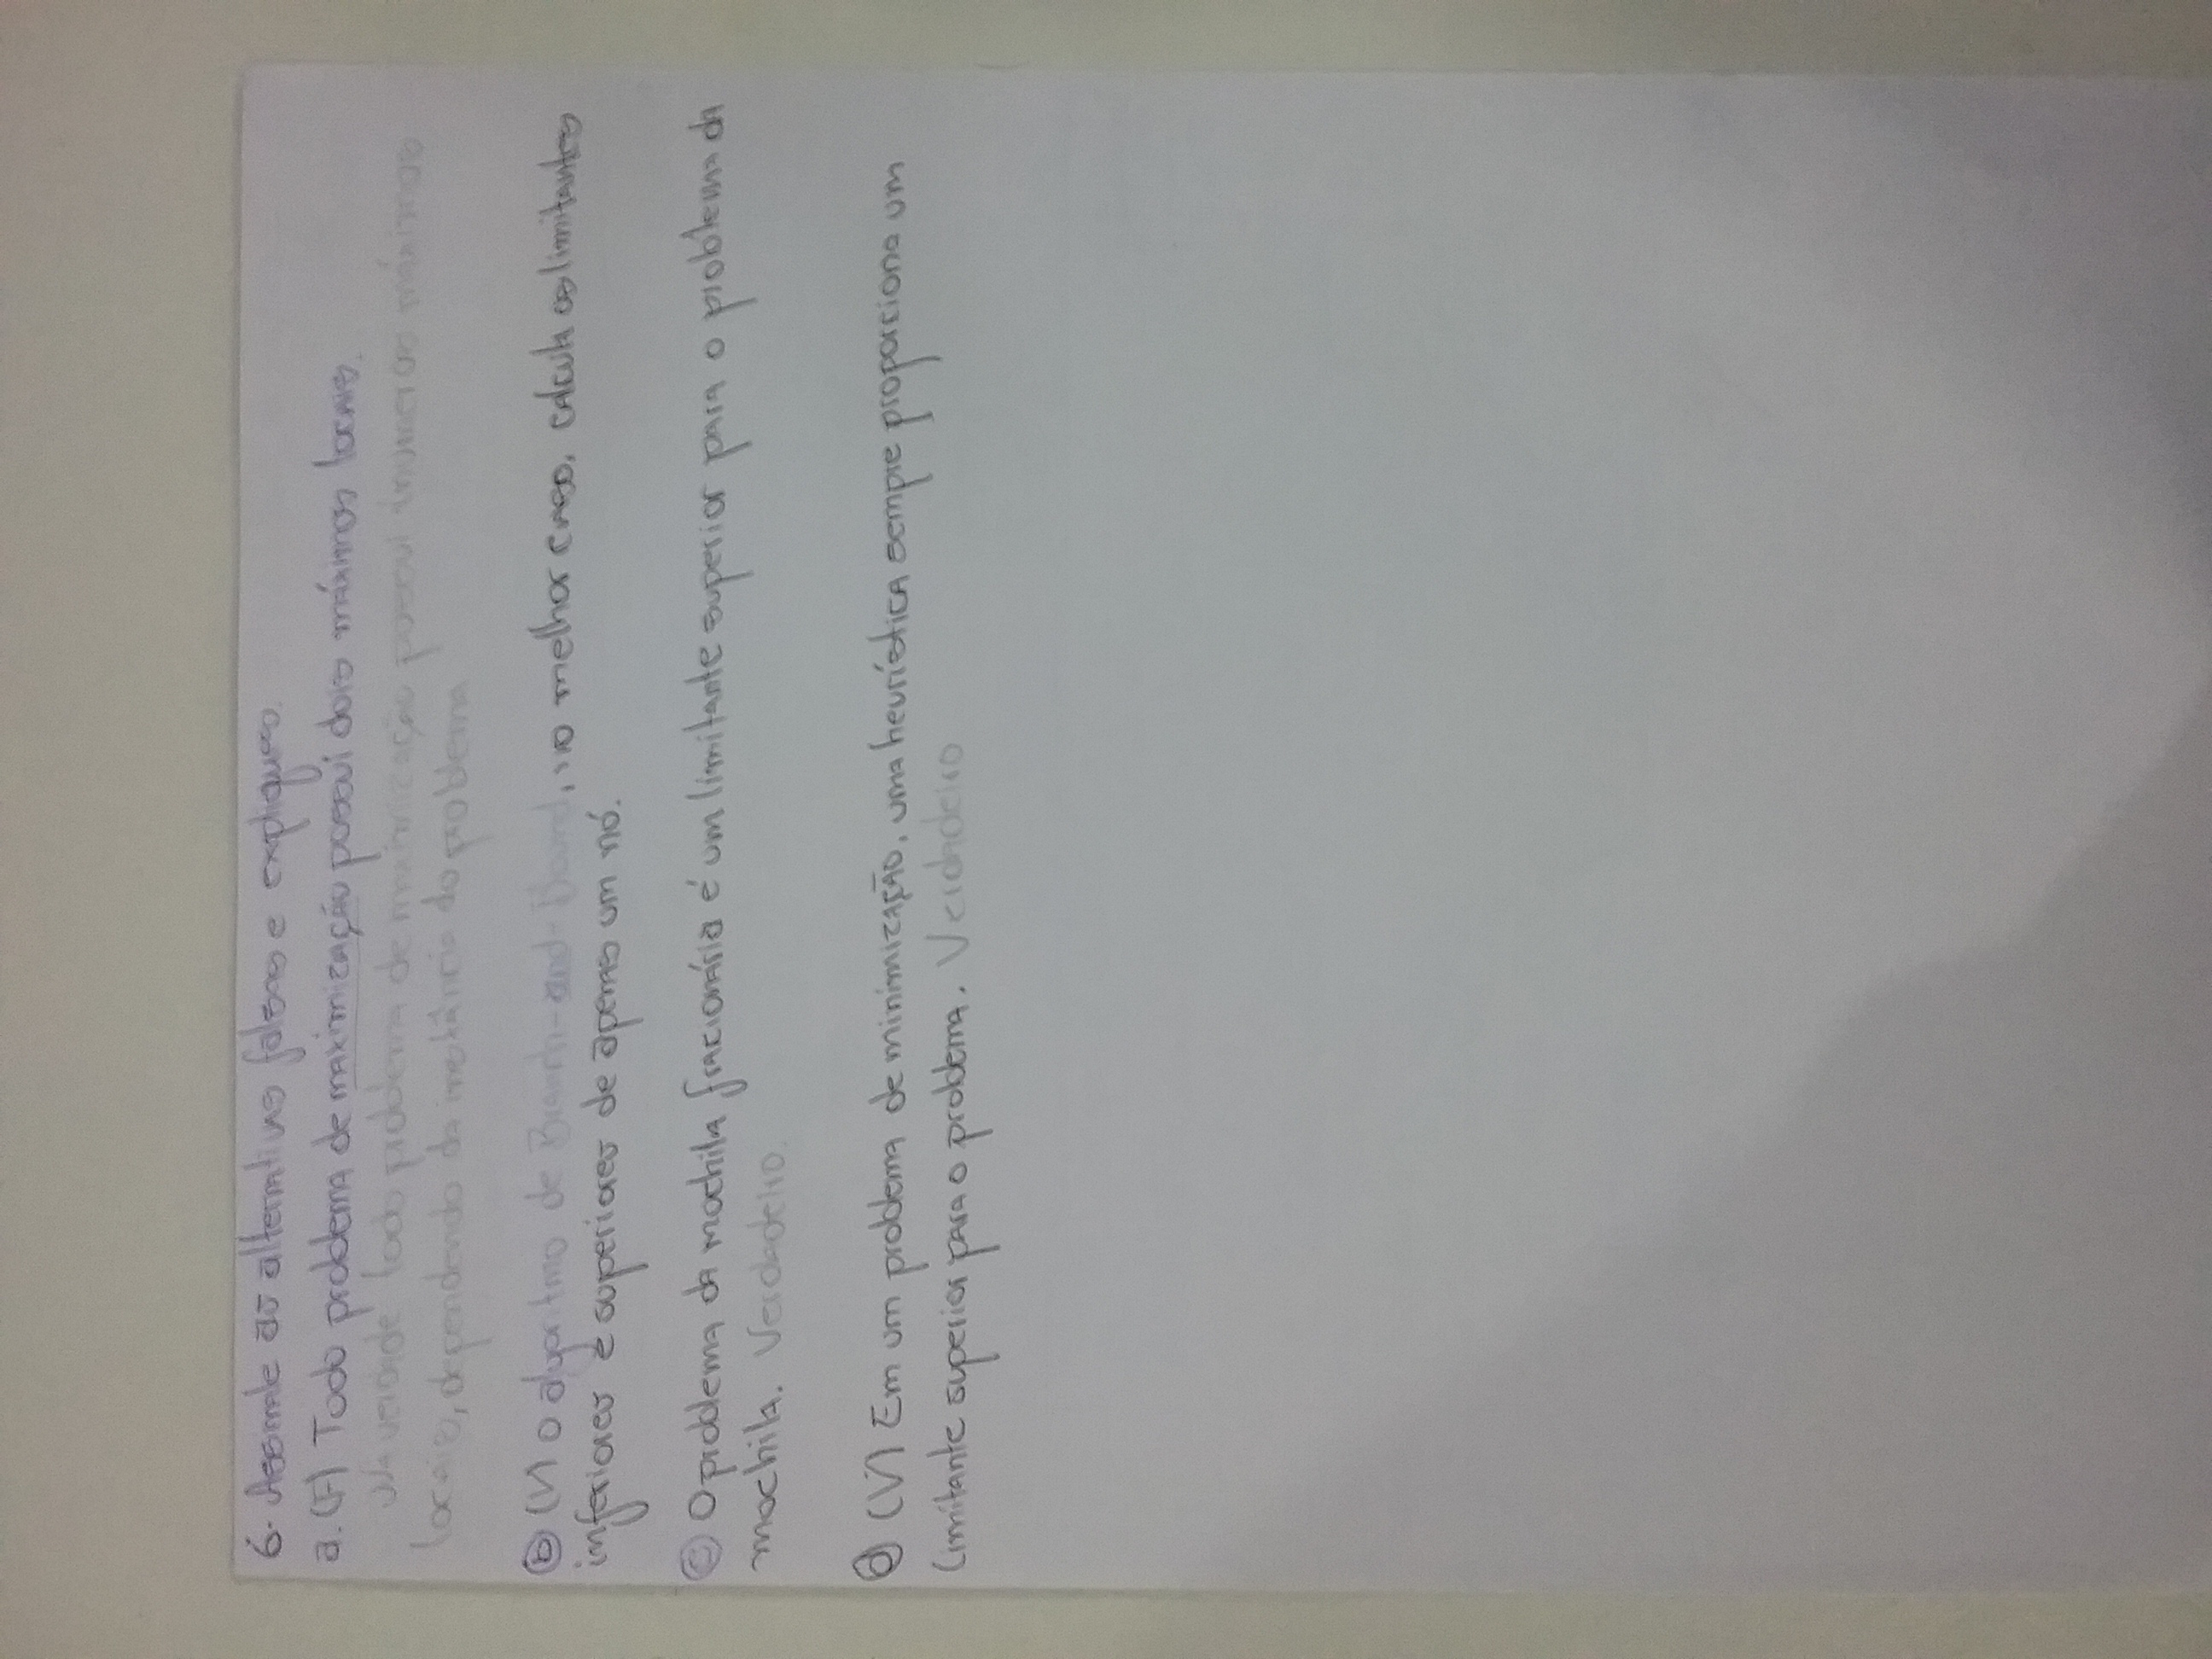 6- Assinale as alternativas falsas e explique as.
a. (F) Todo problema de maximização possui dois máximos locais.
Na verdade todo problema de maximização possui inumeros máximos
locais, dependendo da instância do problema
b (V) O algoritmo de Branch-and-Bound, no melhor caso, calcula os limitantes
inferiores e superiores de apenas um nó.
c O problema da mochila fracionária é um limitante superior para o problema da
mochila. Verdadeiro.
d (V) Em um problema de minimização, uma heurística sempre proporciona um
limitante superior para o problema. Verdadeiro